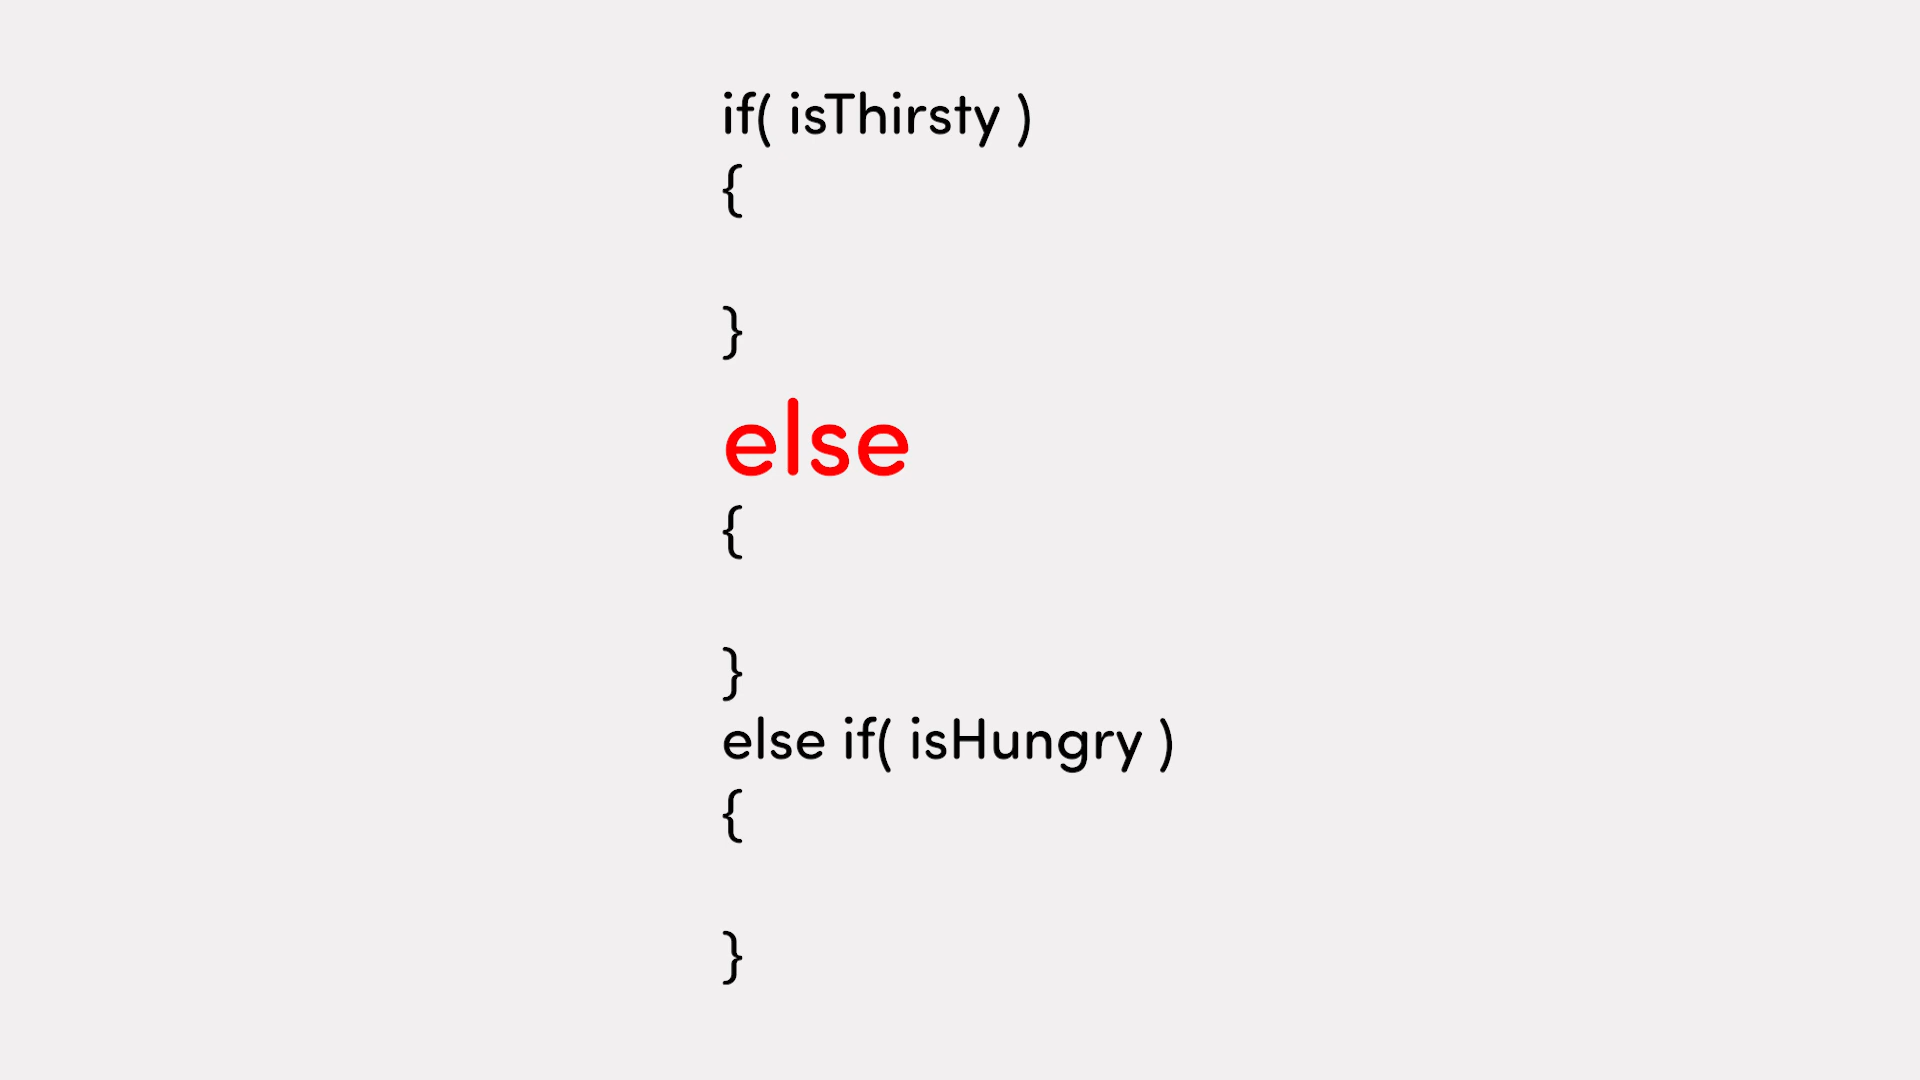 if( isThirsty )
{
}
else
{
}
else if( isHungry )
{
}